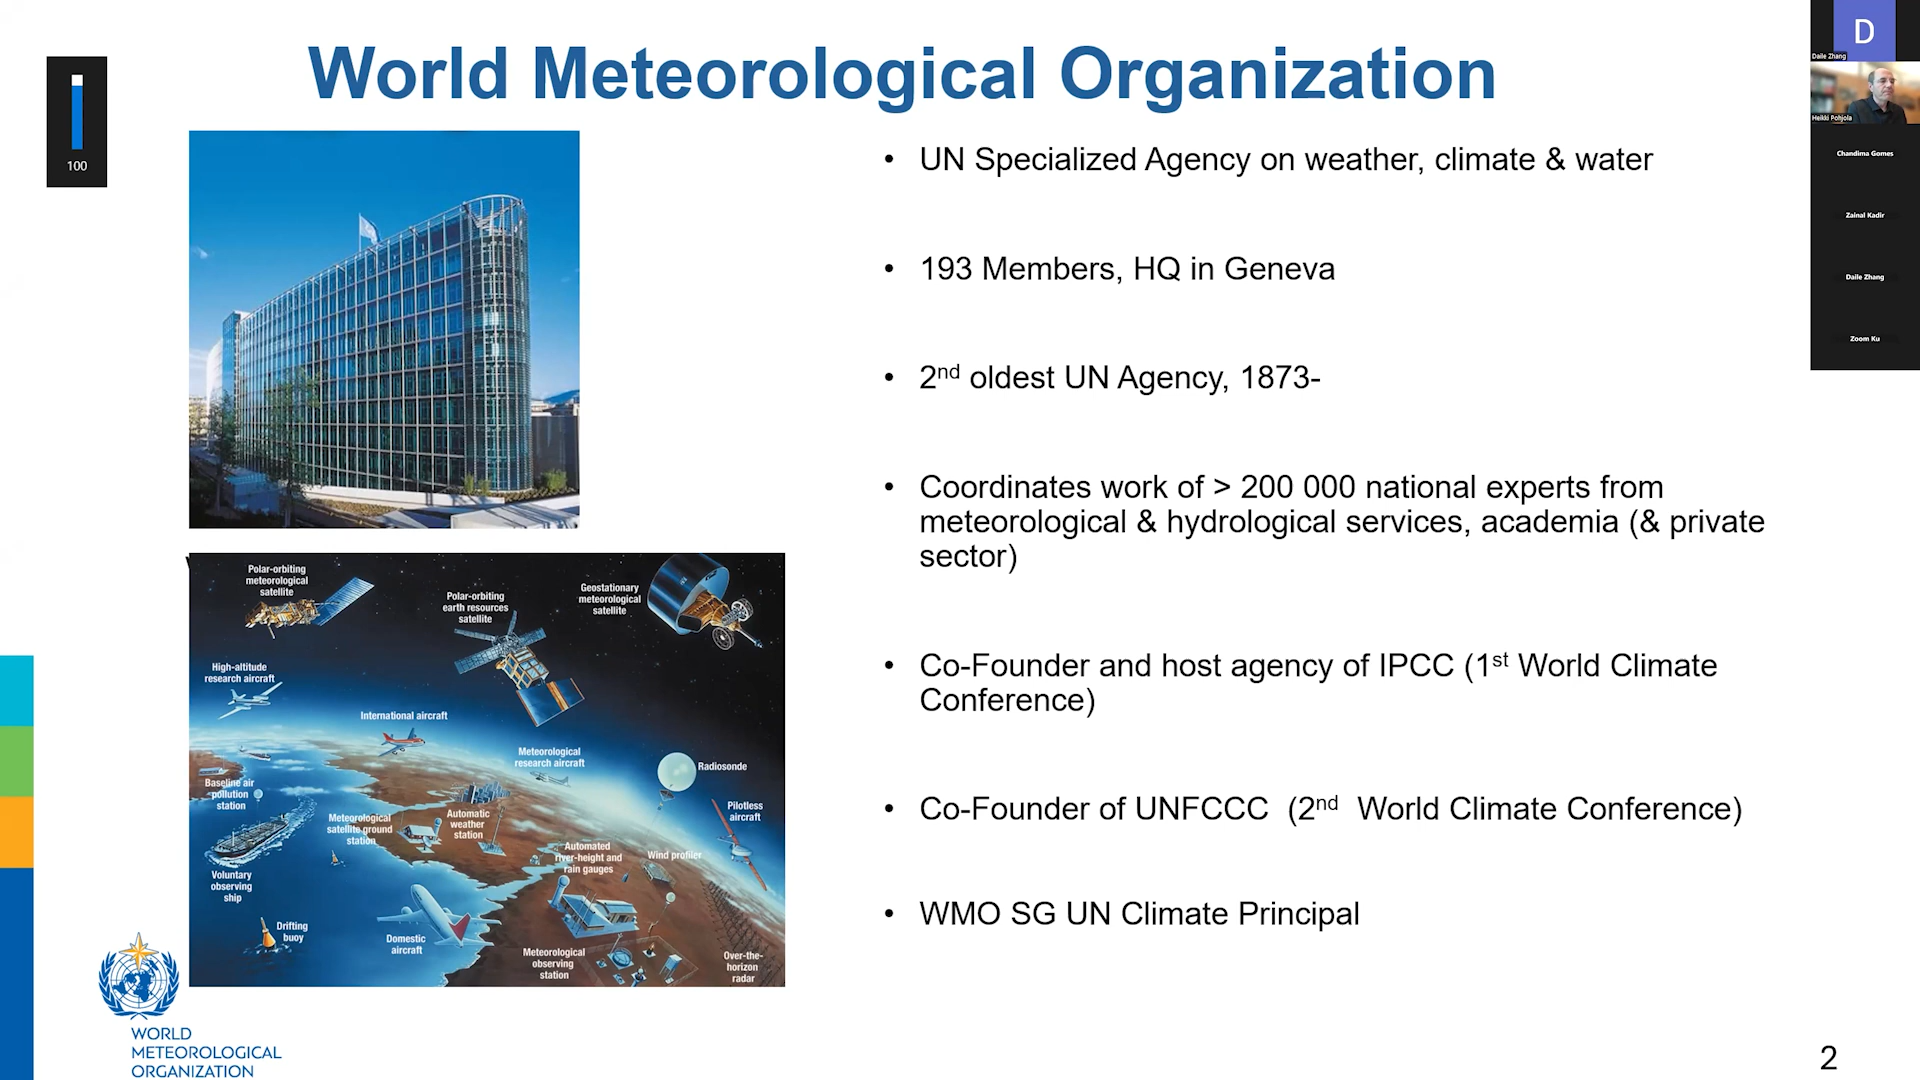 World Meteorological Organization
100
• UN Specialized Agency on weather, climate & water
• 193 Members, HQ in Geneva
• 2nd oldest UN Agency, 1873-
• Coordinates work of > 200 000 national experts from
meteorological & hydrological services, academia (& private
sector)
• Co-Founder and host agency of IPCC (1st World Climate
Conference)
• Co-Founder of UNFCCC (2nd World Climate Conference)
• WMO SG UN Climate Principal
Polar-orbiting
meteorological
satellite
Polar-orbiting
earth resources
satellite
Geostationary
meteorological
satellite
High-altitude
research aircraft
International aircraft
Meteorological
research aircraft
Radiosonde
Baseline air
pollution
station
Meteorological
satellite ground
station
Automatic
weather
station
Pilotless
aircraft
Automated
river-height and
rain gauges
Wind profiler
Voluntary
observing
ship
Drifting
buoy
Domestic
aircraft
Meteorological
observing
station
Over-the-
horizon
radar
WORLD
METEOROLOGICAL
ORGANIZATION
2
D
Daile Zhang
Heikki Pohjola
Chandima Gomes
Zainal Kadir
Daile Zhang
Zoom Ku